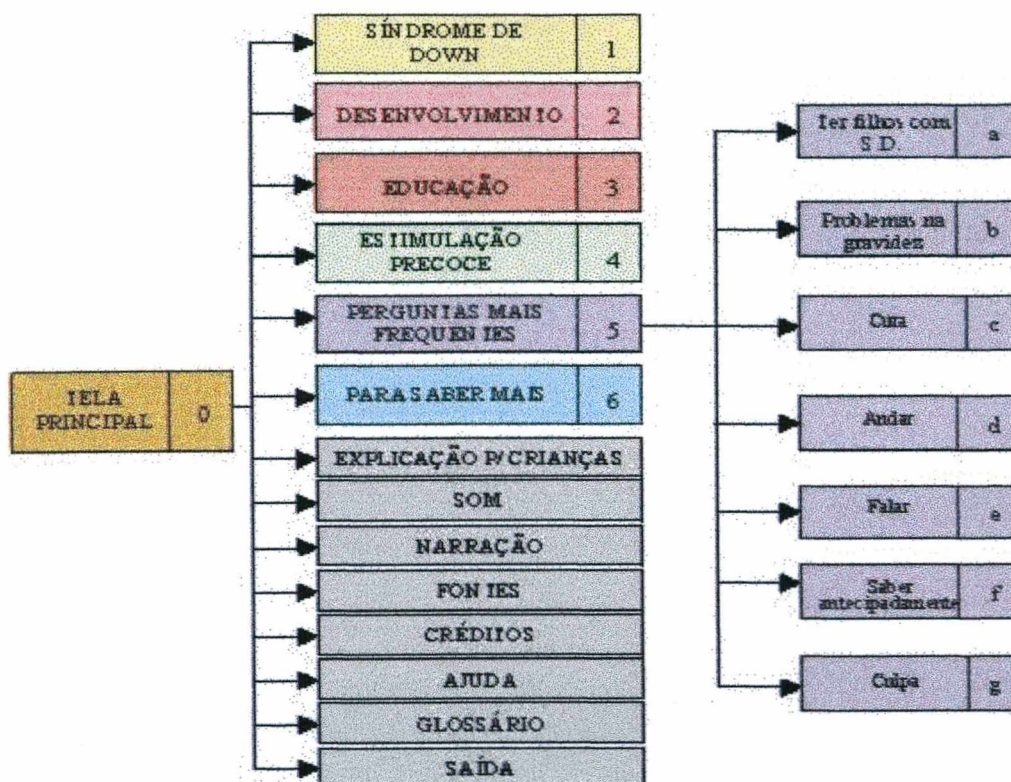 SÍNDROME DE
DOWN
1
DESENVOLVIMENTO
2
EDUCAÇÃO
3
ESTIMULAÇÃO
PRECOCE
4
PERGUNTAS MAIS
FREQUENTES
5
PARA SABER MAIS
6
TELA
PRINCIPAL
0
EXPLICAÇÃO P/ CRIANÇAS
SOM
NARRAÇÃO
FONTES
CRÉDITOS
AJUDA
GLOSSÁRIO
SAÍDA
Ter filhos com
S.D.
a
Problemas na
gravidez
b
Cura
c
Andar
d
Falar
e
Saber
antecipadamente
f
Culpa
g